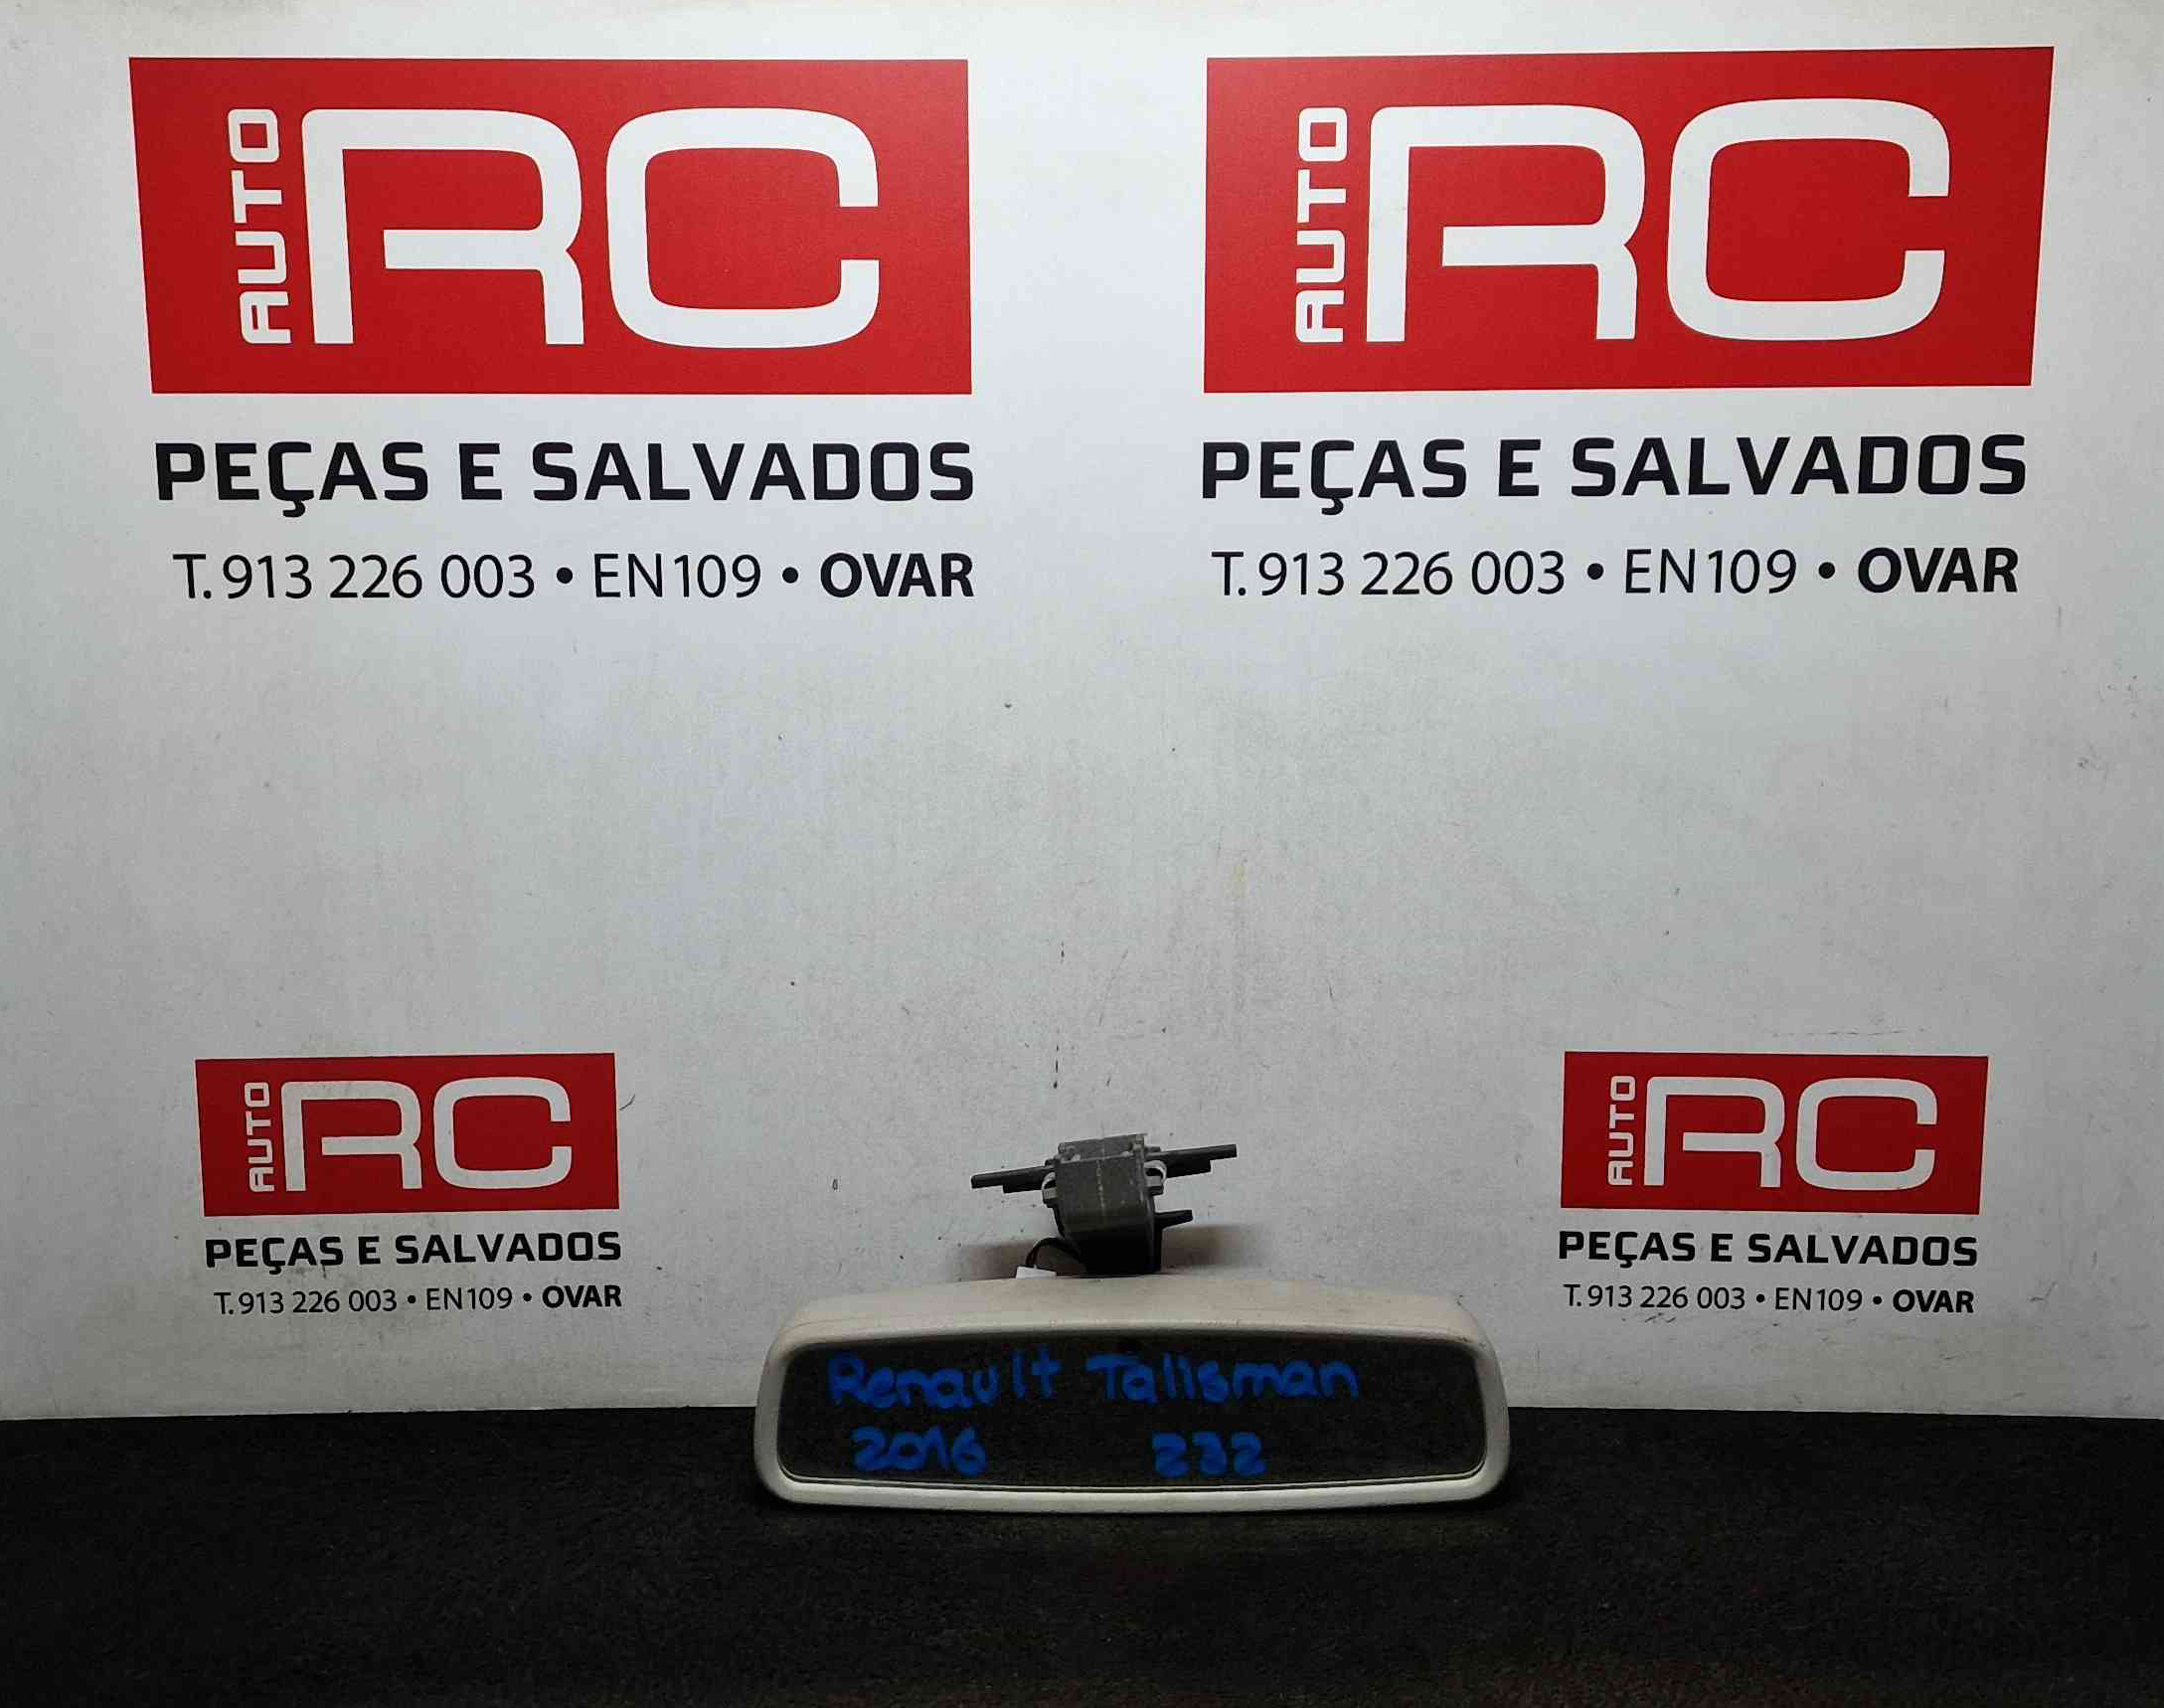 AUTO RC
PEÇAS E SALVADOS
T. 913 226 003 • EN109 • OVAR
AUTO RC
PEÇAS E SALVADOS
T. 913 226 003 • EN109 • OVAR
AUTO RC
PEÇAS E SALVADOS
T. 913 226 003 • EN109 • OVAR
AUTO RC
PEÇAS E SALVADOS
T. 913 226 003 • EN109 • OVAR
Renault Talisman
2016 232